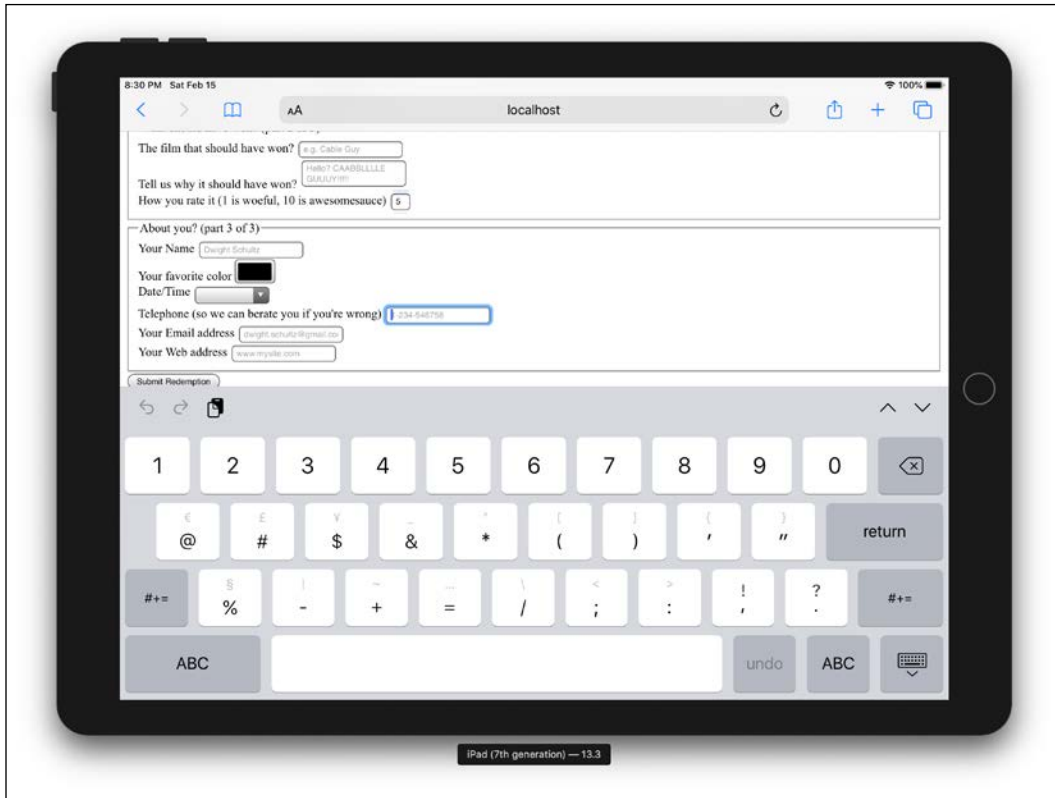 8:30 PM Sat Feb 15
100%
AA localhost
The film that should have won? e.g. Cable Guy
Hello? CAABBLLLLE
Tell us why it should have won? GUUUY!!!!
How you rate it (1 is woeful, 10 is awesomesauce) 5
About you? (part 3 of 3)
Your Name Dwight Schultz
Your favorite color
Date/Time
Telephone (so we can berate you if you're wrong) -234-546758
Your Email address dwight.schultz@gmail.co
Your Web address www.mysite.com
Submit Redemption
1 2 3 4 5 6 7 8 9 0
€ £ ¥ _ ^ [ ] { }
@ # $ & * ( ) ' " return
§ | ~ … \ < > ! ?
#+= % - + = / ; : , . #+=
ABC undo ABC
iPad (7th generation) — 13.3